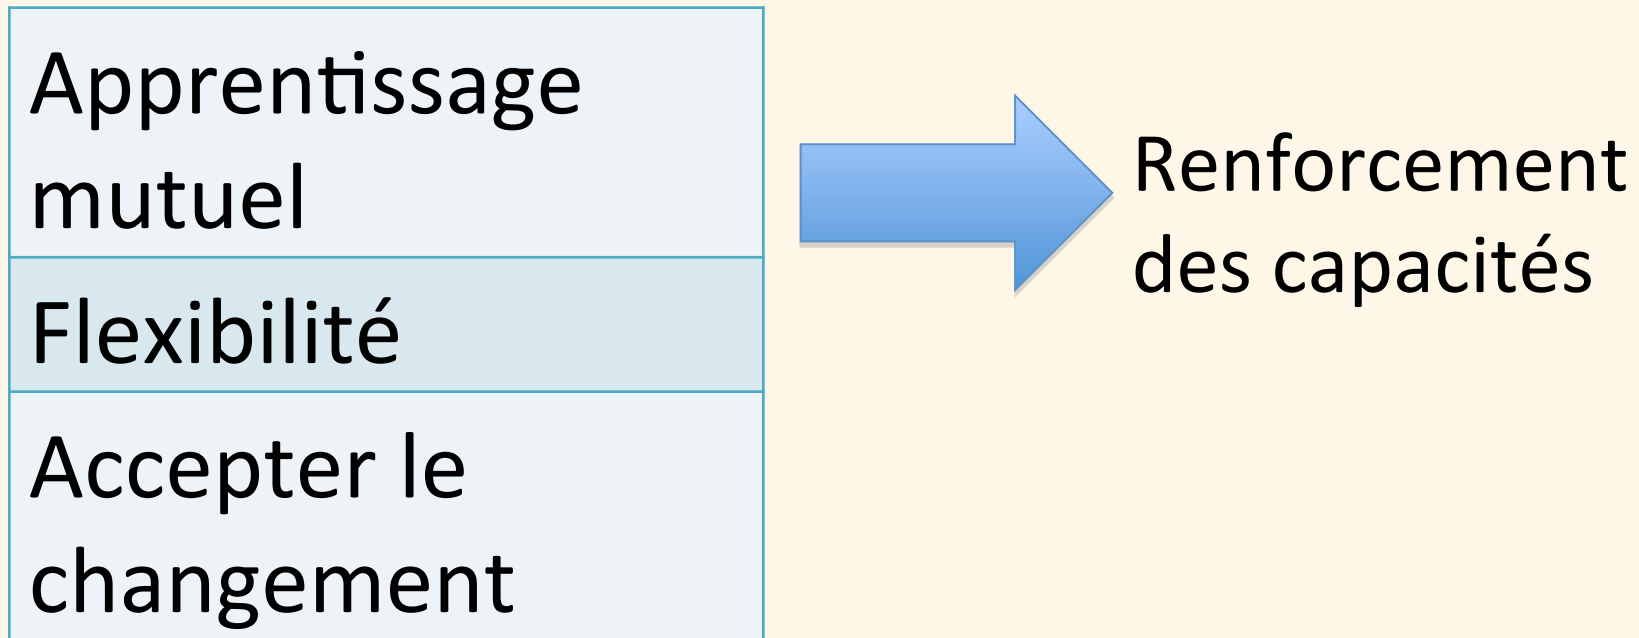 Apprentissage
mutuel
Flexibilité
Accepter le
changement
Renforcement
des capacités